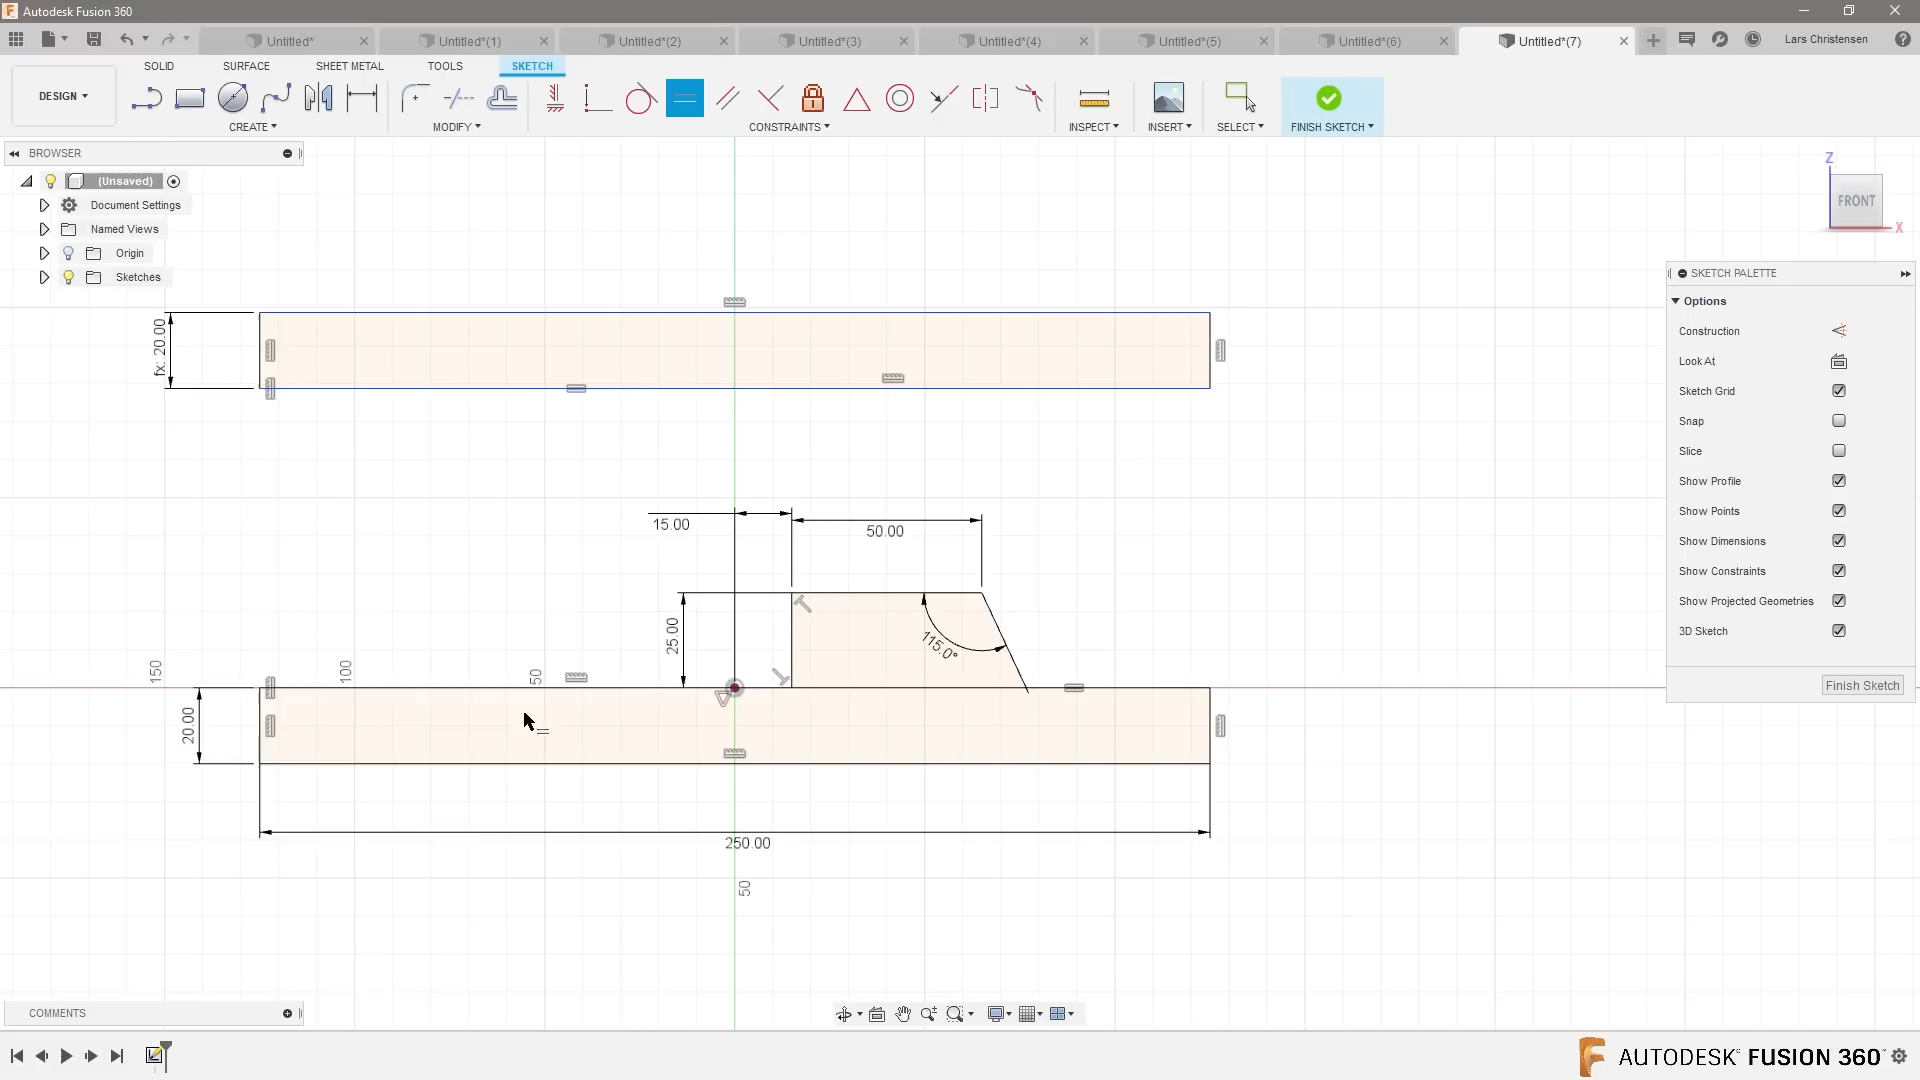 Autodesk Fusion 360
Untitled*
Untitled*(1)
Untitled*(2)
Untitled*(3)
Untitled*(4)
Untitled*(5)
Untitled*(6)
Untitled*(7)
Lars Christensen
DESIGN
SOLID
SURFACE
SHEET METAL
TOOLS
SKETCH
CREATE
MODIFY
CONSTRAINTS
INSPECT
INSERT
SELECT
FINISH SKETCH
BROWSER
(Unsaved)
Document Settings
Named Views
Origin
Sketches
Z
FRONT
X
SKETCH PALETTE
Options
Construction
Look At
Sketch Grid
Snap
Slice
Show Profile
Show Points
Show Dimensions
Show Constraints
Show Projected Geometries
3D Sketch
Finish Sketch
fx: 20.00
15.00
50.00
25.00
115.0°
150
100
50
20.00
250.00
50
COMMENTS
AUTODESK FUSION 360